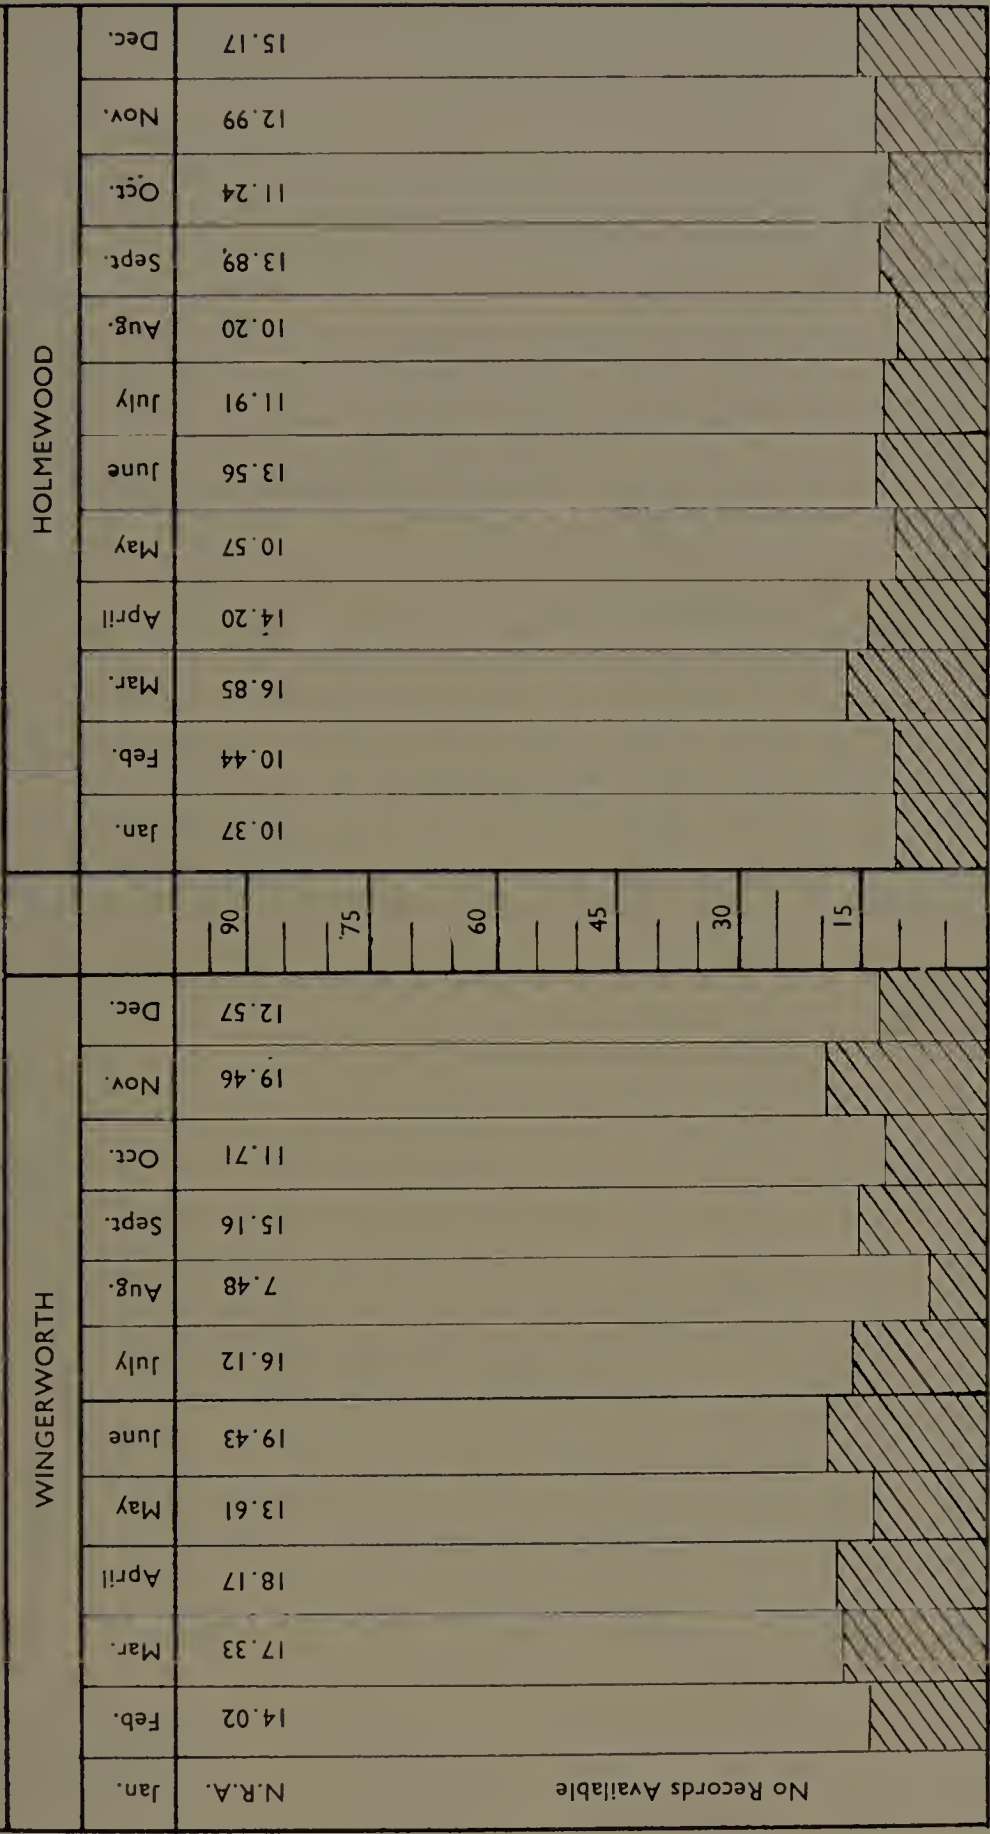 WINGERWORTH
Jan.
Feb.
Mar.
April
May
June
July
Aug.
Sept.
Oct.
Nov.
Dec.
N.R.A.
14.02
17.33
18.17
13.61
19.43
16.12
7.48
15.16
11.71
19.46
12.57
No Records Available
90
75
60
45
30
15
HOLMEWOOD
Jan.
Feb.
Mar.
April
May
June
July
Aug.
Sept.
Oct.
Nov.
Dec.
10.37
10.44
16.85
14.20
10.57
13.56
11.91
10.20
13.89
11.24
12.99
15.17